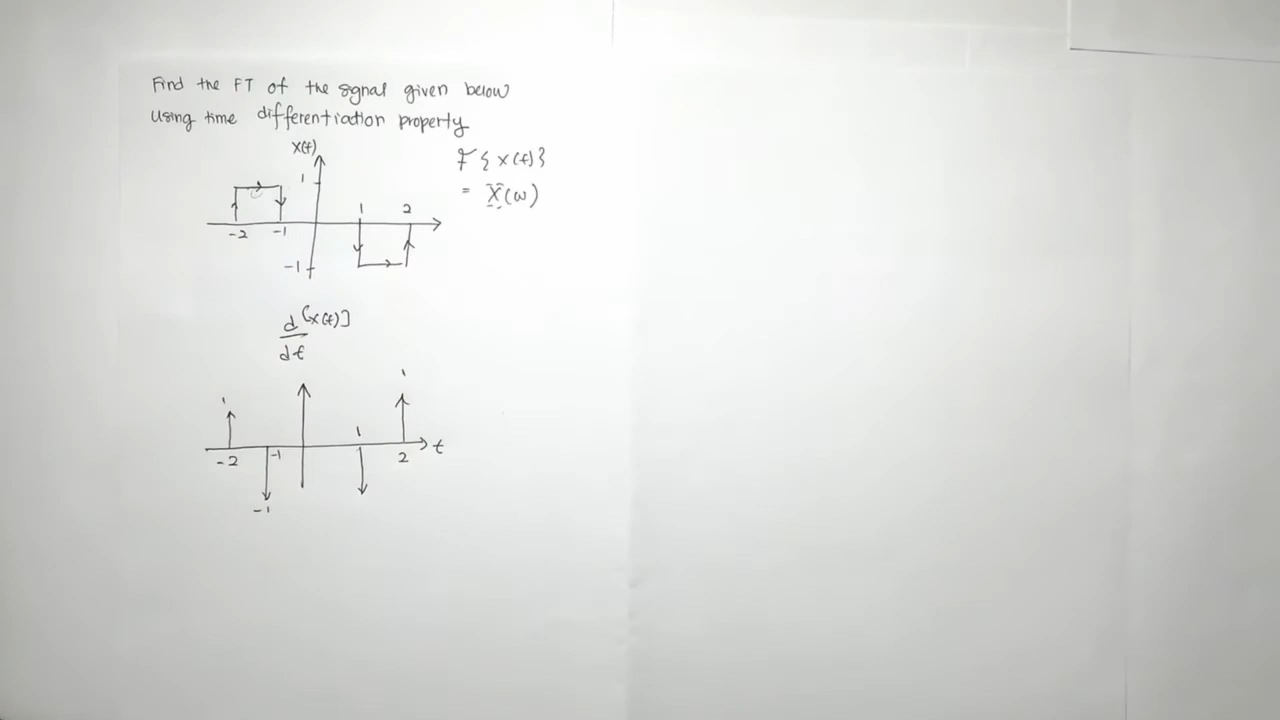 Find the FT of the signal given below
using time differentiation property
x(t)
F { x(t) }
= X(ω)
1
1 2
-2 -1
-1
d [x(t)]
dt
1 1
1
t
-2 -1 2
-1